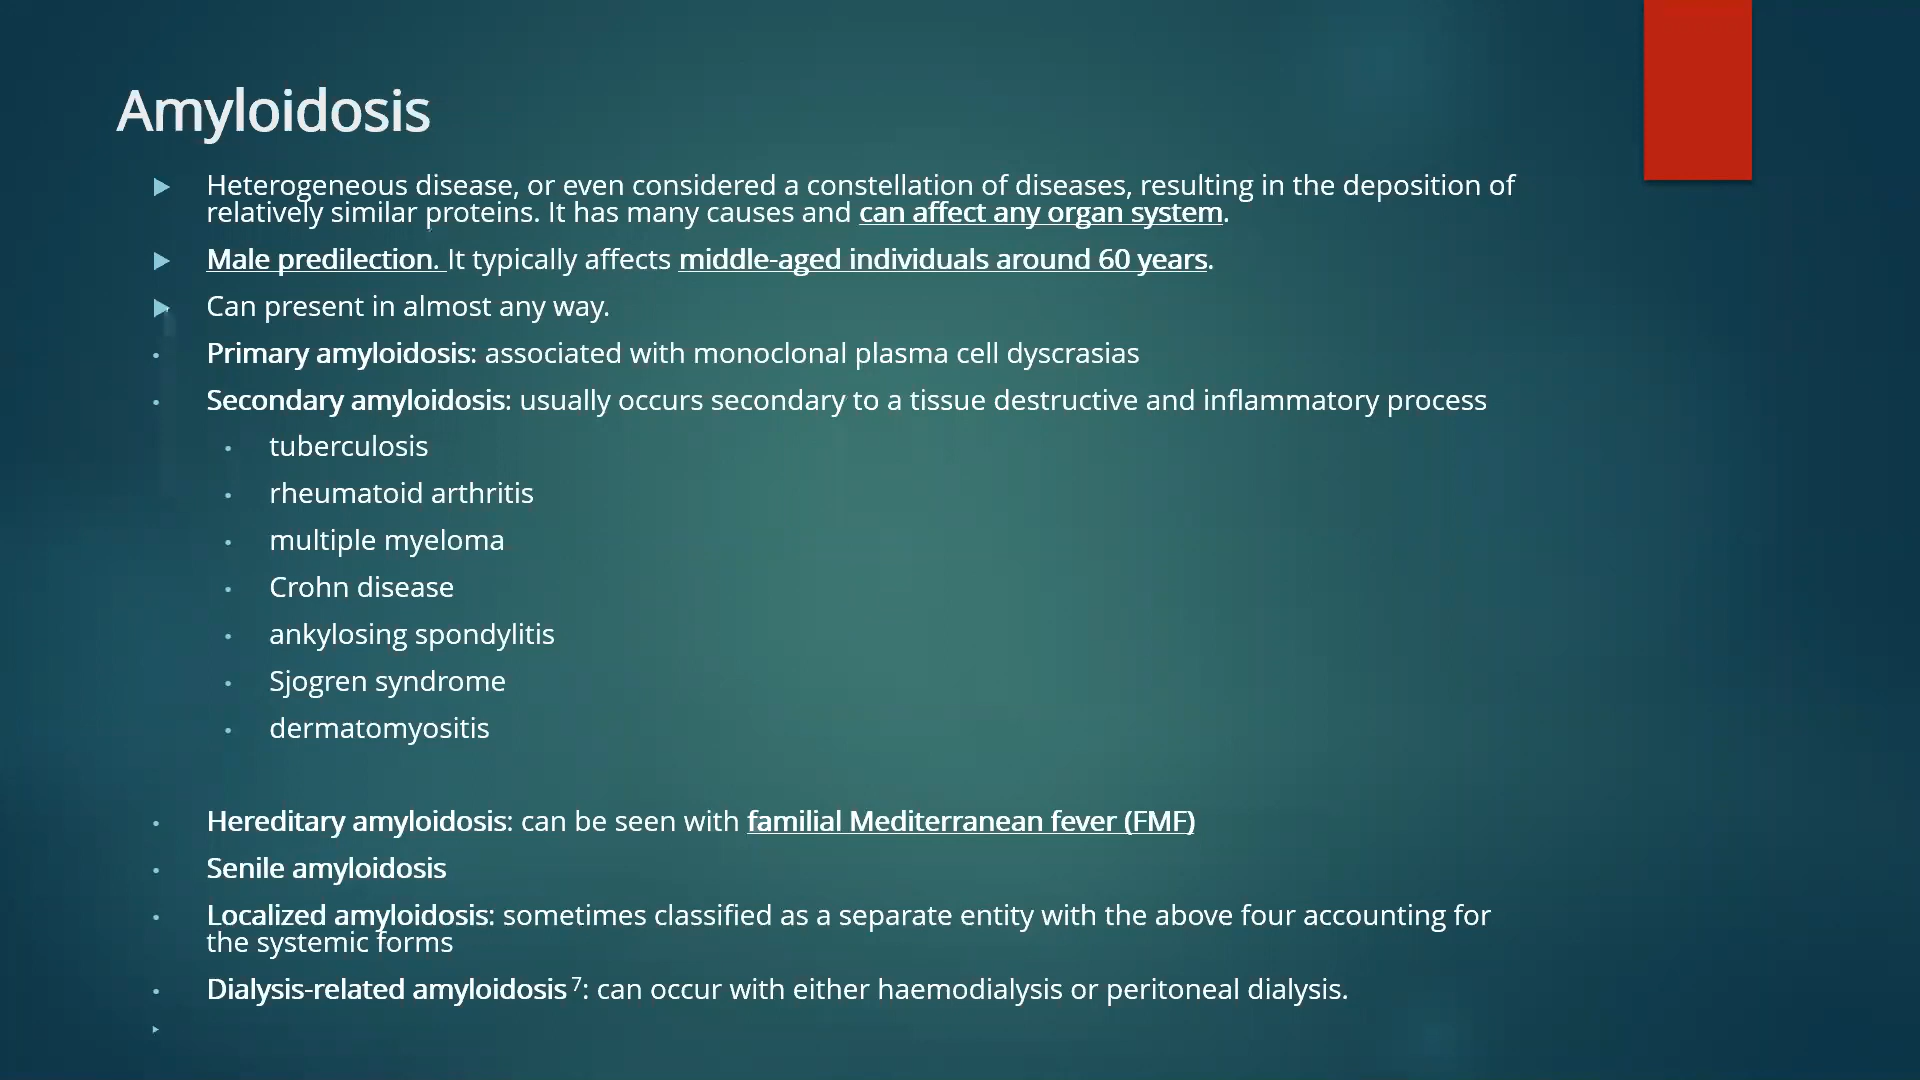 Amyloidosis
Heterogeneous disease, or even considered a constellation of diseases, resulting in the deposition of
relatively similar proteins. It has many causes and can affect any organ system.
Male predilection. It typically affects middle-aged individuals around 60 years.
Can present in almost any way.
Primary amyloidosis: associated with monoclonal plasma cell dyscrasias
Secondary amyloidosis: usually occurs secondary to a tissue destructive and inflammatory process
tuberculosis
rheumatoid arthritis
multiple myeloma
Crohn disease
ankylosing spondylitis
Sjogren syndrome
dermatomyositis
Hereditary amyloidosis: can be seen with familial Mediterranean fever (FMF)
Senile amyloidosis
Localized amyloidosis: sometimes classified as a separate entity with the above four accounting for
the systemic forms
Dialysis-related amyloidosis 7: can occur with either haemodialysis or peritoneal dialysis.